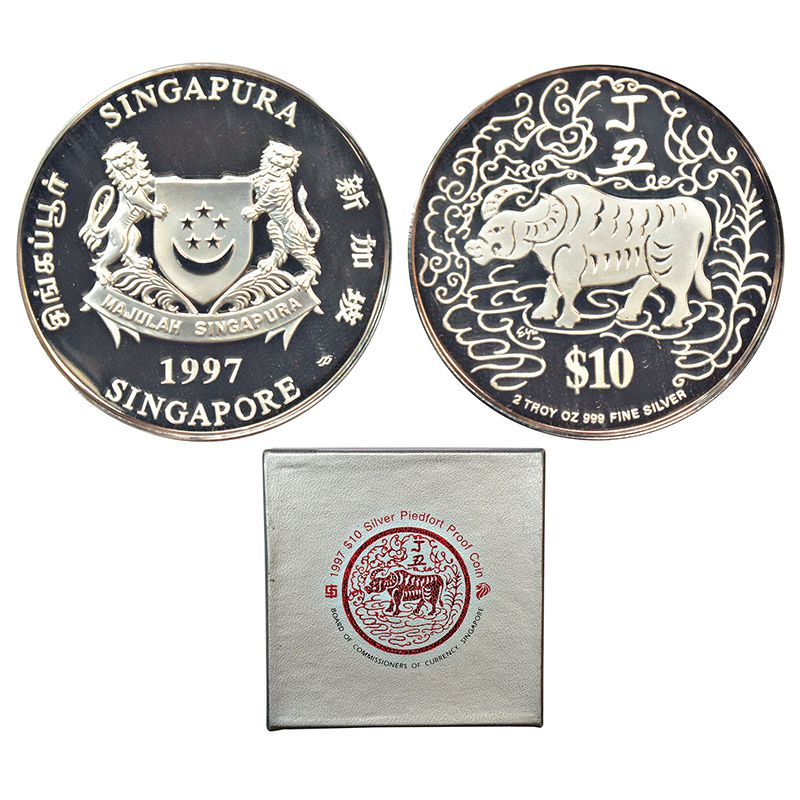 SINGAPURA
சிங்கப்பூர்
新加坡
MAJULAH SINGAPURA
1997
SINGAPORE
丁丑
$10
2 TROY OZ 999 FINE SILVER
1997 $10 Silver Piedfort Proof Coin
丁丑
BOARD OF COMMISSIONERS OF CURRENCY, SINGAPORE